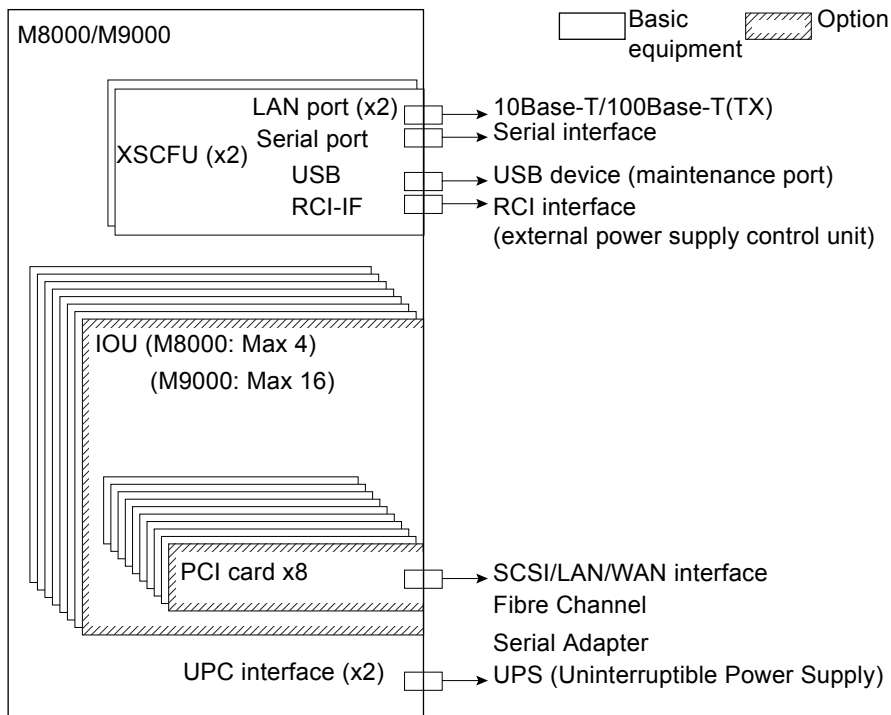 M8000/M9000
Basic equipment
Option
LAN port (x2)
10Base-T/100Base-T(TX)
XSCFU (x2)
Serial port
Serial interface
USB
USB device (maintenance port)
RCI-IF
RCI interface
(external power supply control unit)
IOU (M8000: Max 4)
(M9000: Max 16)
PCI card x8
SCSI/LAN/WAN interface
Fibre Channel
Serial Adapter
UPC interface (x2)
UPS (Uninterruptible Power Supply)